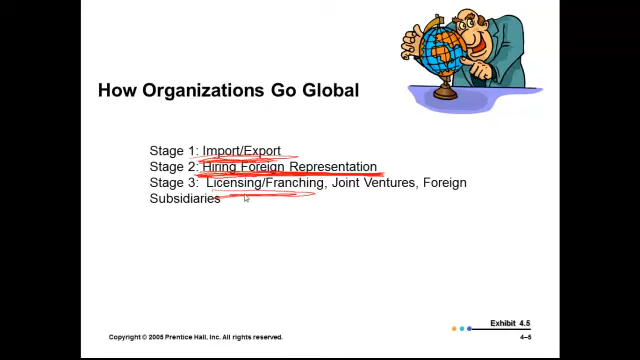 How Organizations Go Global
Stage 1: Import/Export
Stage 2: Hiring Foreign Representation
Stage 3: Licensing/Franching, Joint Ventures, Foreign
Subsidiaries
Exhibit 4.5
Copyright © 2005 Prentice Hall, Inc. All rights reserved.
4–5